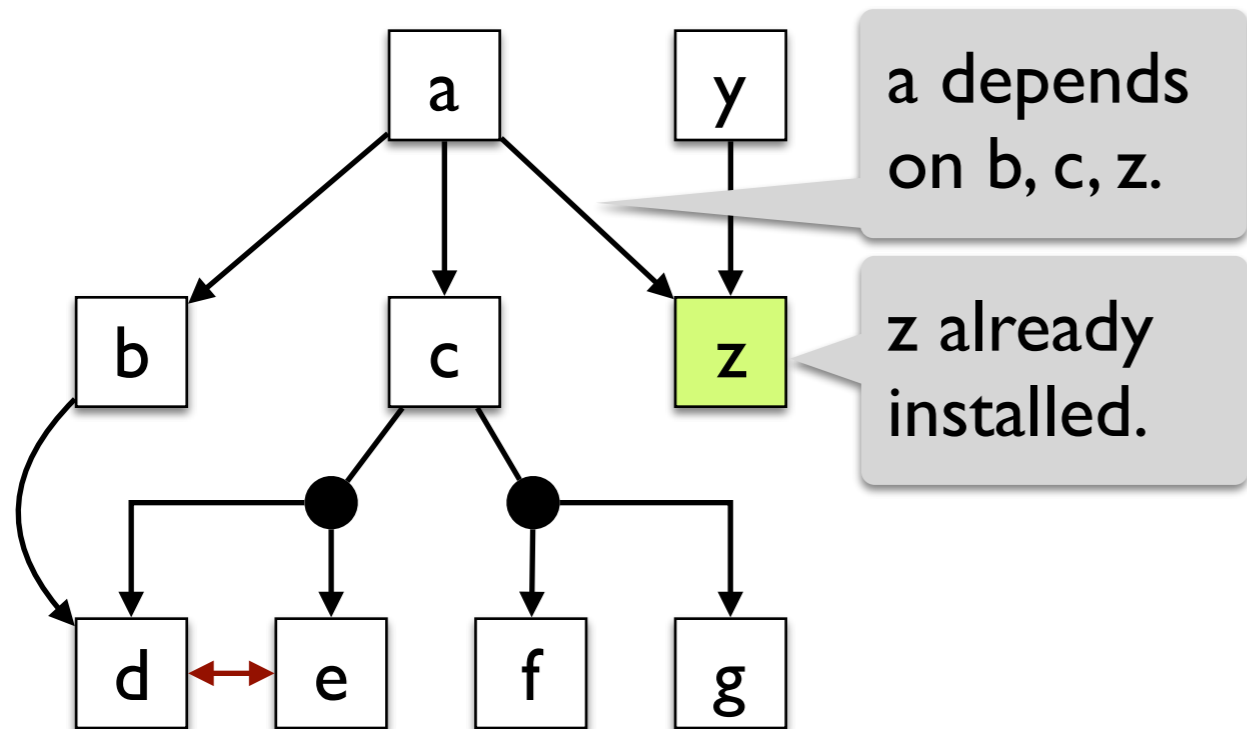 a
y
a depends
on b, c, z.
b
c
z
z already
installed.
d
e
f
g